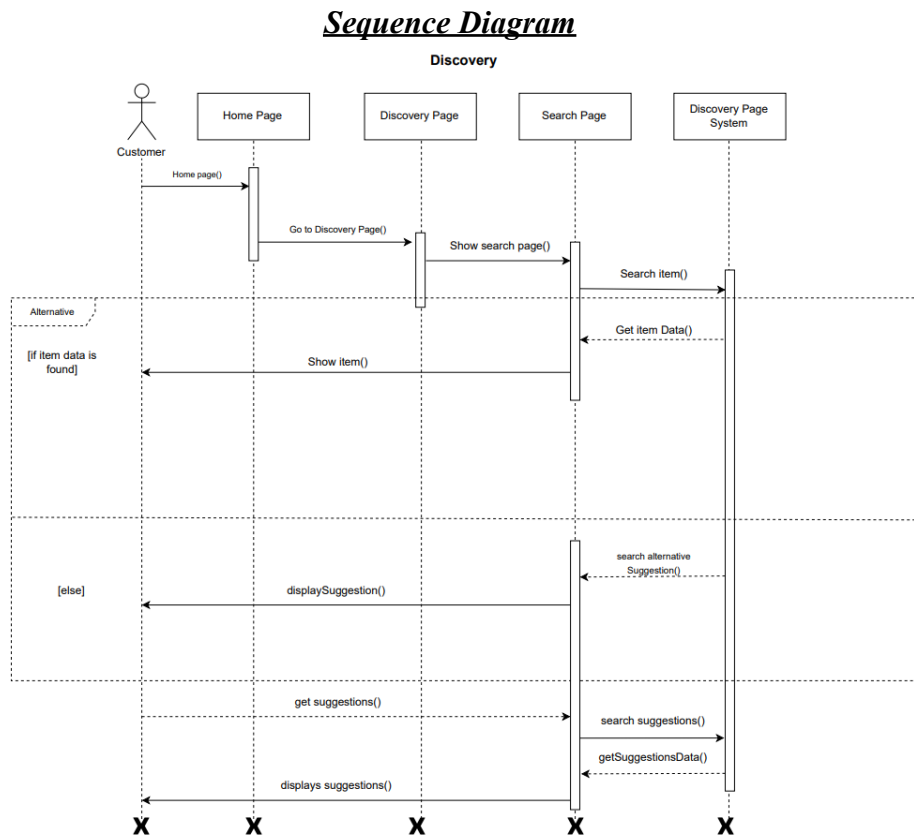 Sequence Diagram
Discovery
Home Page
Discovery Page
Search Page
Discovery Page
System
Customer
Home page()
Go to Discovery Page()
Show search page()
Search item()
Alternative
Get item Data()
[if item data is
found]
Show item()
search alternative
Suggestion()
[else]
displaySuggestion()
get suggestions()
search suggestions()
getSuggestionsData()
displays suggestions()